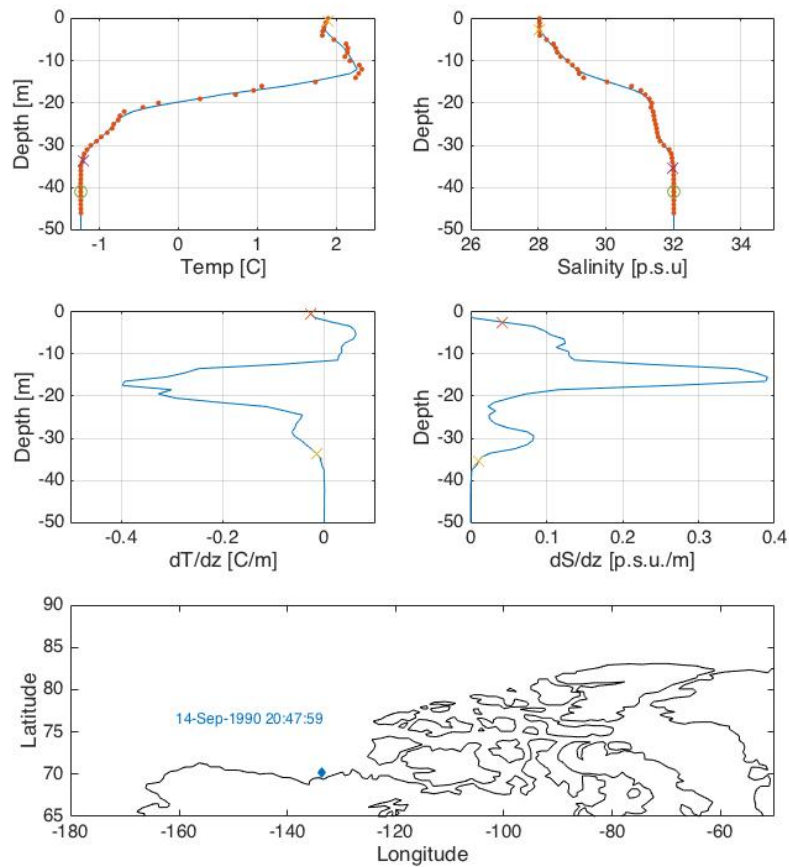 0
-10
-20
-30
-40
-50
Depth [m]
-1 0 1 2
Temp [C]
0
-10
-20
-30
-40
-50
Depth
26 28 30 32 34
Salinity [p.s.u]
0
-10
-20
-30
-40
-50
Depth [m]
-0.4 -0.2 0
dT/dz [C/m]
0
-10
-20
-30
-40
-50
Depth
0 0.1 0.2 0.3 0.4
dS/dz [p.s.u./m]
90
85
80
75
70
65
Latitude
14-Sep-1990 20:47:59
-180 -160 -140 -120 -100 -80 -60
Longitude